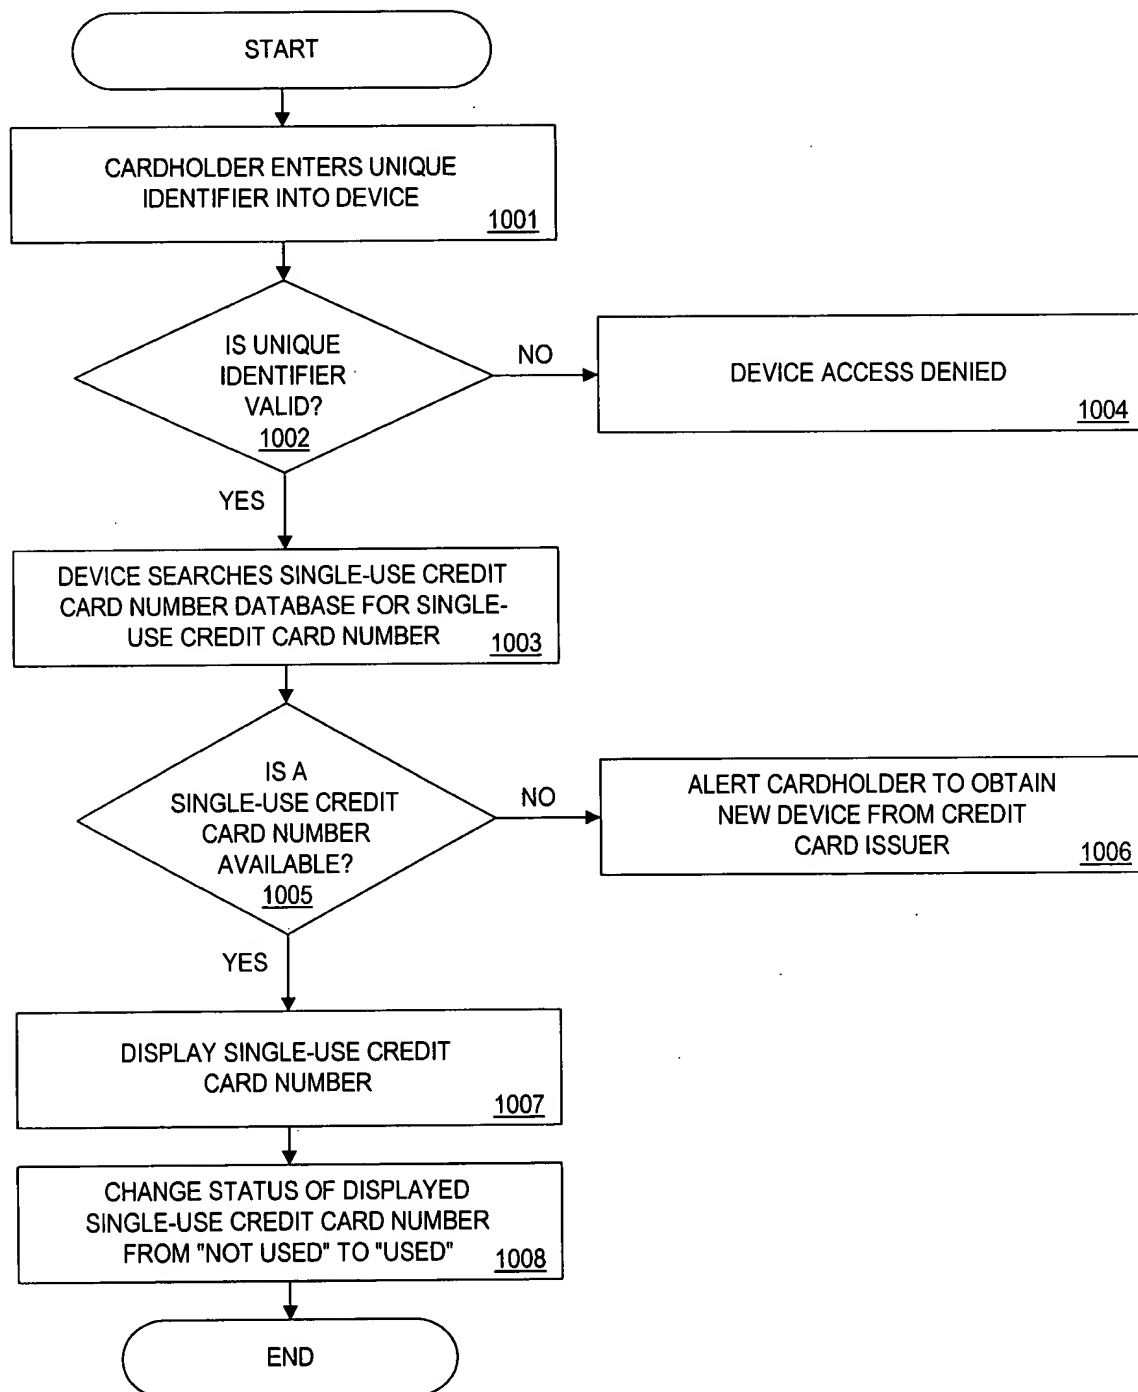 START
CARDHOLDER ENTERS UNIQUE
IDENTIFIER INTO DEVICE
1001
IS UNIQUE
IDENTIFIER
VALID?
1002
NO
DEVICE ACCESS DENIED
1004
YES
DEVICE SEARCHES SINGLE-USE CREDIT
CARD NUMBER DATABASE FOR SINGLE-
USE CREDIT CARD NUMBER
1003
IS A
SINGLE-USE CREDIT
CARD NUMBER
AVAILABLE?
1005
NO
ALERT CARDHOLDER TO OBTAIN
NEW DEVICE FROM CREDIT
CARD ISSUER
1006
YES
DISPLAY SINGLE-USE CREDIT
CARD NUMBER
1007
CHANGE STATUS OF DISPLAYED
SINGLE-USE CREDIT CARD NUMBER
FROM "NOT USED" TO "USED"
1008
END